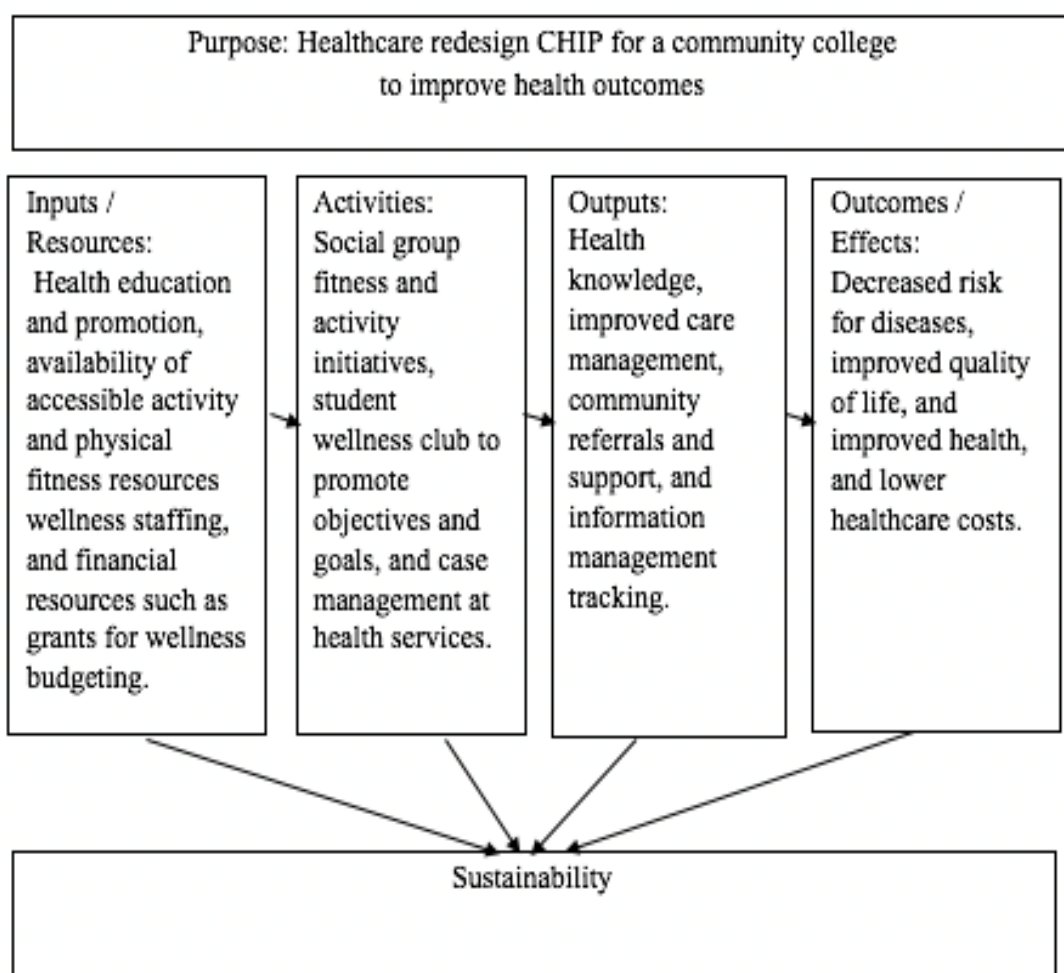 Purpose: Healthcare redesign CHIP for a community college
to improve health outcomes
Inputs /
Resources:
Health education
and promotion,
availability of
accessible activity
and physical
fitness resources
wellness staffing,
and financial
resources such as
grants for wellness
budgeting.
Activities:
Social group
fitness and
activity
initiatives,
student
wellness club to
promote
objectives and
goals, and case
management at
health services.
Outputs:
Health
knowledge,
improved care
management,
community
referrals and
support, and
information
management
tracking.
Outcomes /
Effects:
Decreased risk
for diseases,
improved quality
of life, and
improved health,
and lower
healthcare costs.
Sustainability